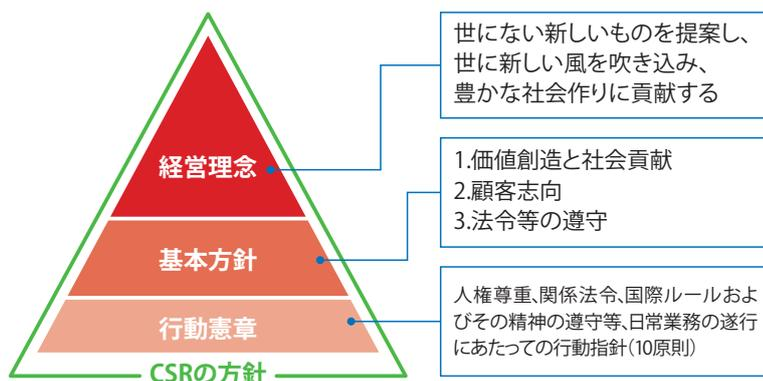 経営理念
世にない新しいものを提案し、
世に新しい風を吹き込み、
豊かな社会作りに貢献する
基本方針
1.価値創造と社会貢献
2.顧客志向
3.法令等の遵守
行動憲章
人権尊重、関係法令、国際ルールおよ
びその精神の遵守等、日常業務の遂行
にあたっての行動指針(10原則)
CSRの方針